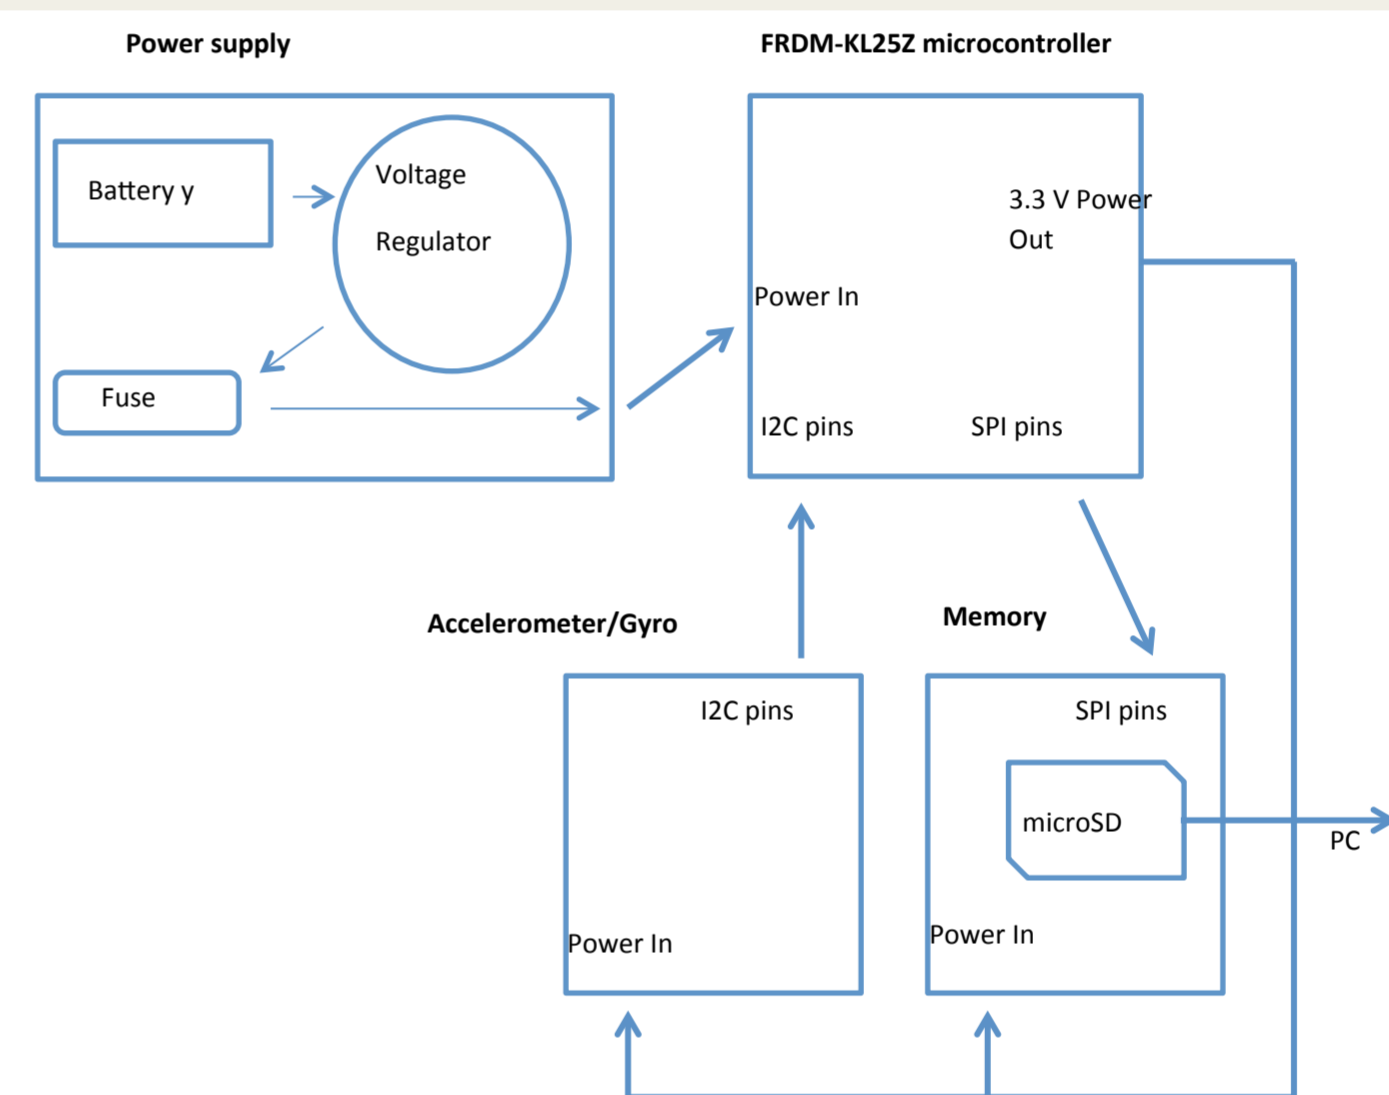 Power supply
FRDM-KL25Z microcontroller
Battery y
Voltage
Regulator
Fuse
3.3 V Power
Out
Power In
I2C pins
SPI pins
Accelerometer/Gyro
Memory
I2C pins
Power In
SPI pins
microSD
Power In
PC